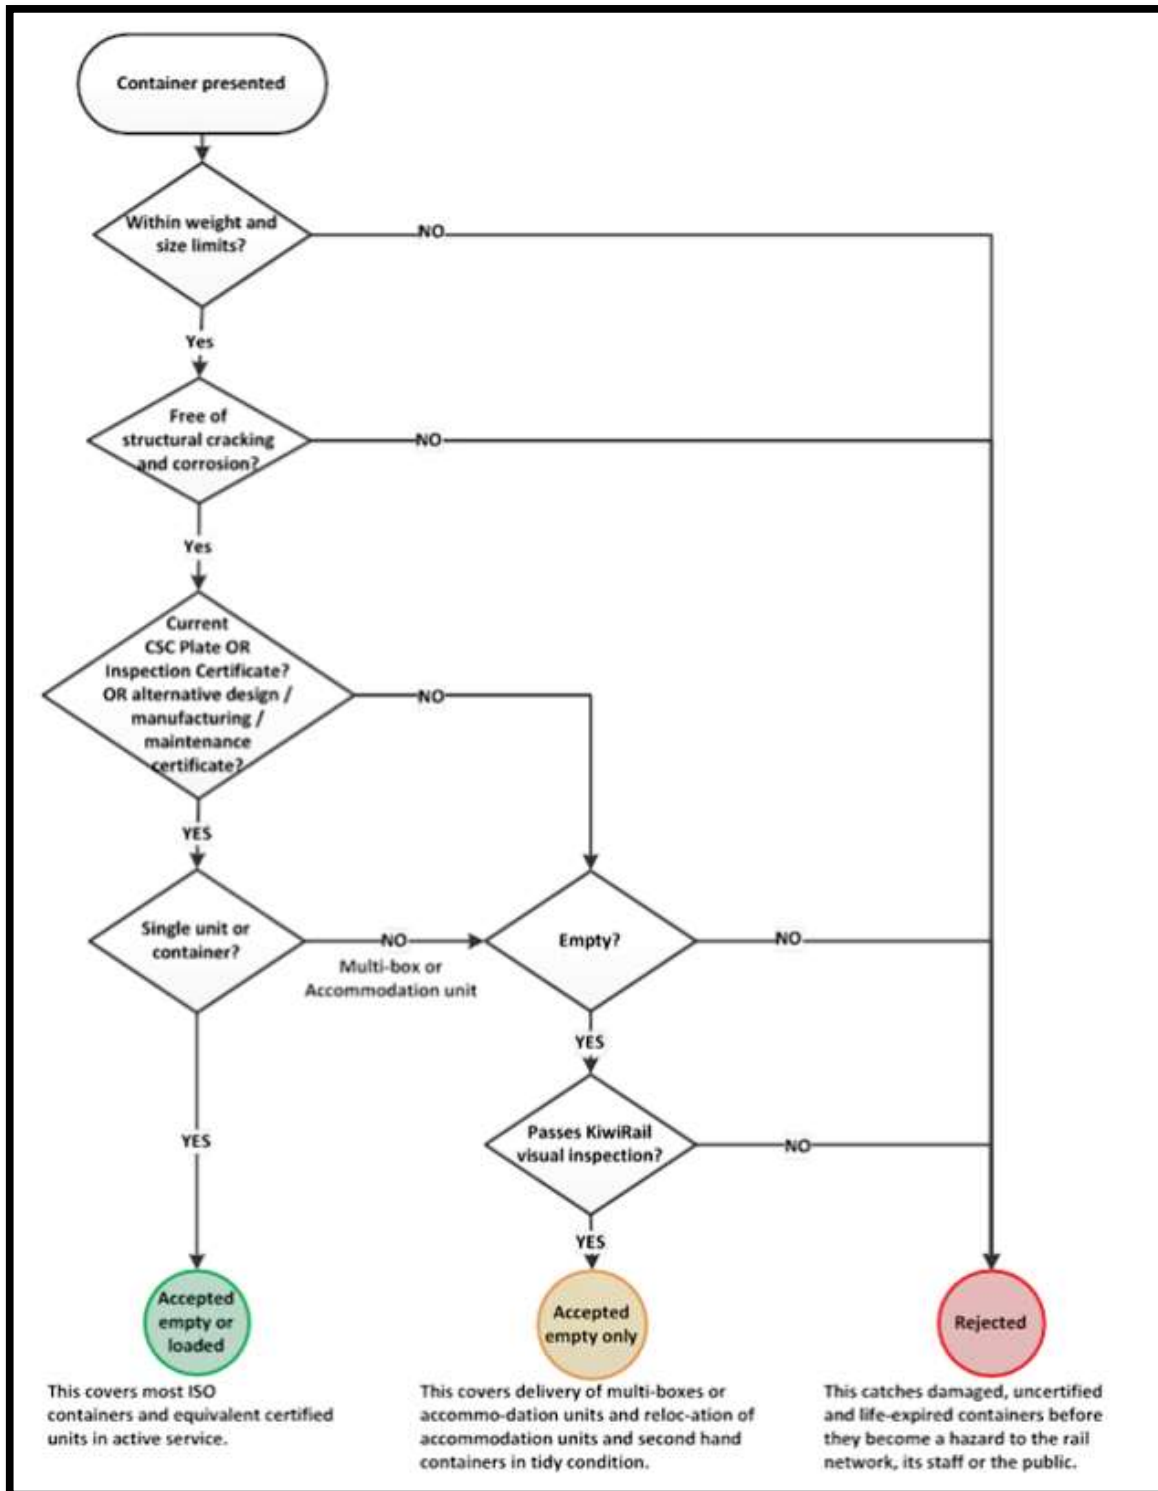 Container presented
Within weight and
size limits?
NO
Yes
Free of
structural cracking
and corrosion?
NO
Yes
Current
CSC Plate OR
Inspection Certificate?
OR alternative design /
manufacturing /
maintenance
certificate?
NO
YES
Single unit or
container?
NO
Multi-box or
Accommodation unit
Empty?
NO
YES
Passes KiwiRail
visual inspection?
NO
YES
YES
Accepted
empty or
loaded
Accepted
empty only
Rejected
This covers most ISO
containers and equivalent certified
units in active service.
This covers delivery of multi-boxes or
accommo-dation units and reloc-ation of
accommodation units and second hand
containers in tidy condition.
This catches damaged, uncertified
and life-expired containers before
they become a hazard to the rail
network, its staff or the public.